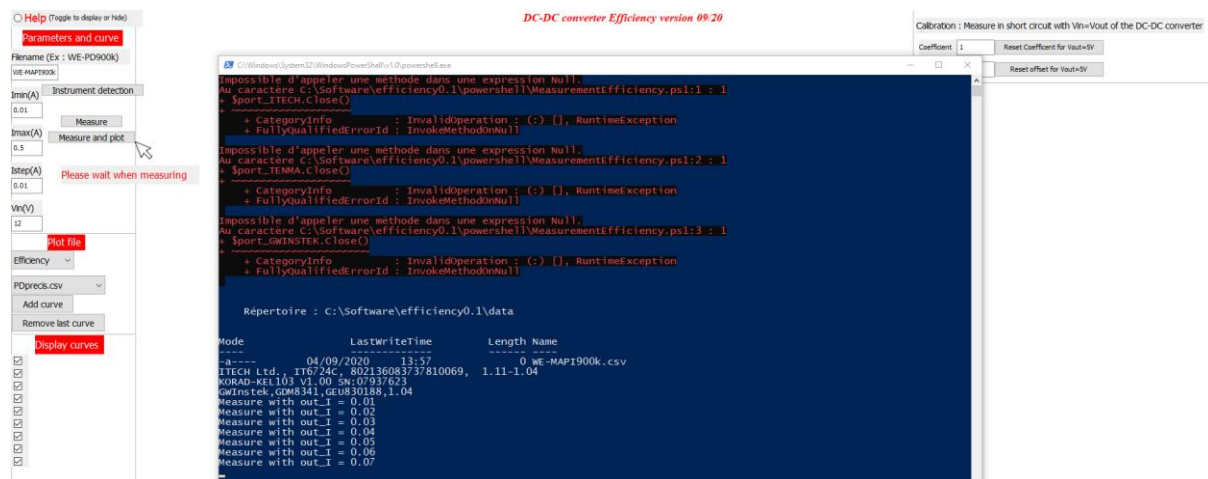 Help (Toggle to display or hide)
DC-DC converter Efficiency version 09/20
Calibration : Measure in short circuit with Vin=Vout of the DC-DC converter
Coefficient 1 Reset Coefficent for Vout=5V
Reset offset for Vout=5V
Parameters and curve
Filename (Ex : WE-PD900k)
WE-MAPI900k
Imin(A)
Instrument detection
0.01
Measure
Imax(A)
Measure and plot
0.5
Istep(A)
Please wait when measuring
0.01
Vin(V)
12
Plot file
Efficiency
PDprecis.csv
Add curve
Remove last curve
Display curves
C:\Windows\System32\WindowsPowerShell\v1.0\powershell.exe
Impossible d'appeler une méthode dans une expression Null.
Au caractère C:\Software\efficiency0.1\powershell\MeasurementEfficiency.ps1:1 : 1
+ $port_ITECH.Close()
+ ~~~~~~~~~~~~~~~~~~~
+ CategoryInfo : InvalidOperation : (:) [], RuntimeException
+ FullyQualifiedErrorId : InvokeMethodOnNull
Impossible d'appeler une méthode dans une expression Null.
Au caractère C:\Software\efficiency0.1\powershell\MeasurementEfficiency.ps1:2 : 1
+ $port_TENMA.Close()
+ ~~~~~~~~~~~~~~~~~~~
+ CategoryInfo : InvalidOperation : (:) [], RuntimeException
+ FullyQualifiedErrorId : InvokeMethodOnNull
Impossible d'appeler une méthode dans une expression Null.
Au caractère C:\Software\efficiency0.1\powershell\MeasurementEfficiency.ps1:3 : 1
+ $port_GWINSTEK.Close()
+ ~~~~~~~~~~~~~~~~~~~~~~
+ CategoryInfo : InvalidOperation : (:) [], RuntimeException
+ FullyQualifiedErrorId : InvokeMethodOnNull
Répertoire : C:\Software\efficiency0.1\data
Mode LastWriteTime Length Name
---- ------------- ------ ----
-a---- 04/09/2020 13:57 0 WE-MAPI900k.csv
ITECH Ltd., IT6724C, 802136083737810069, 1.11-1.04
KORAD-KEL103 V1.00 SN:07937623
GWInstek,GDM8341,GEU830188,1.04
Measure with out_I = 0.01
Measure with out_I = 0.02
Measure with out_I = 0.03
Measure with out_I = 0.04
Measure with out_I = 0.05
Measure with out_I = 0.06
Measure with out_I = 0.07